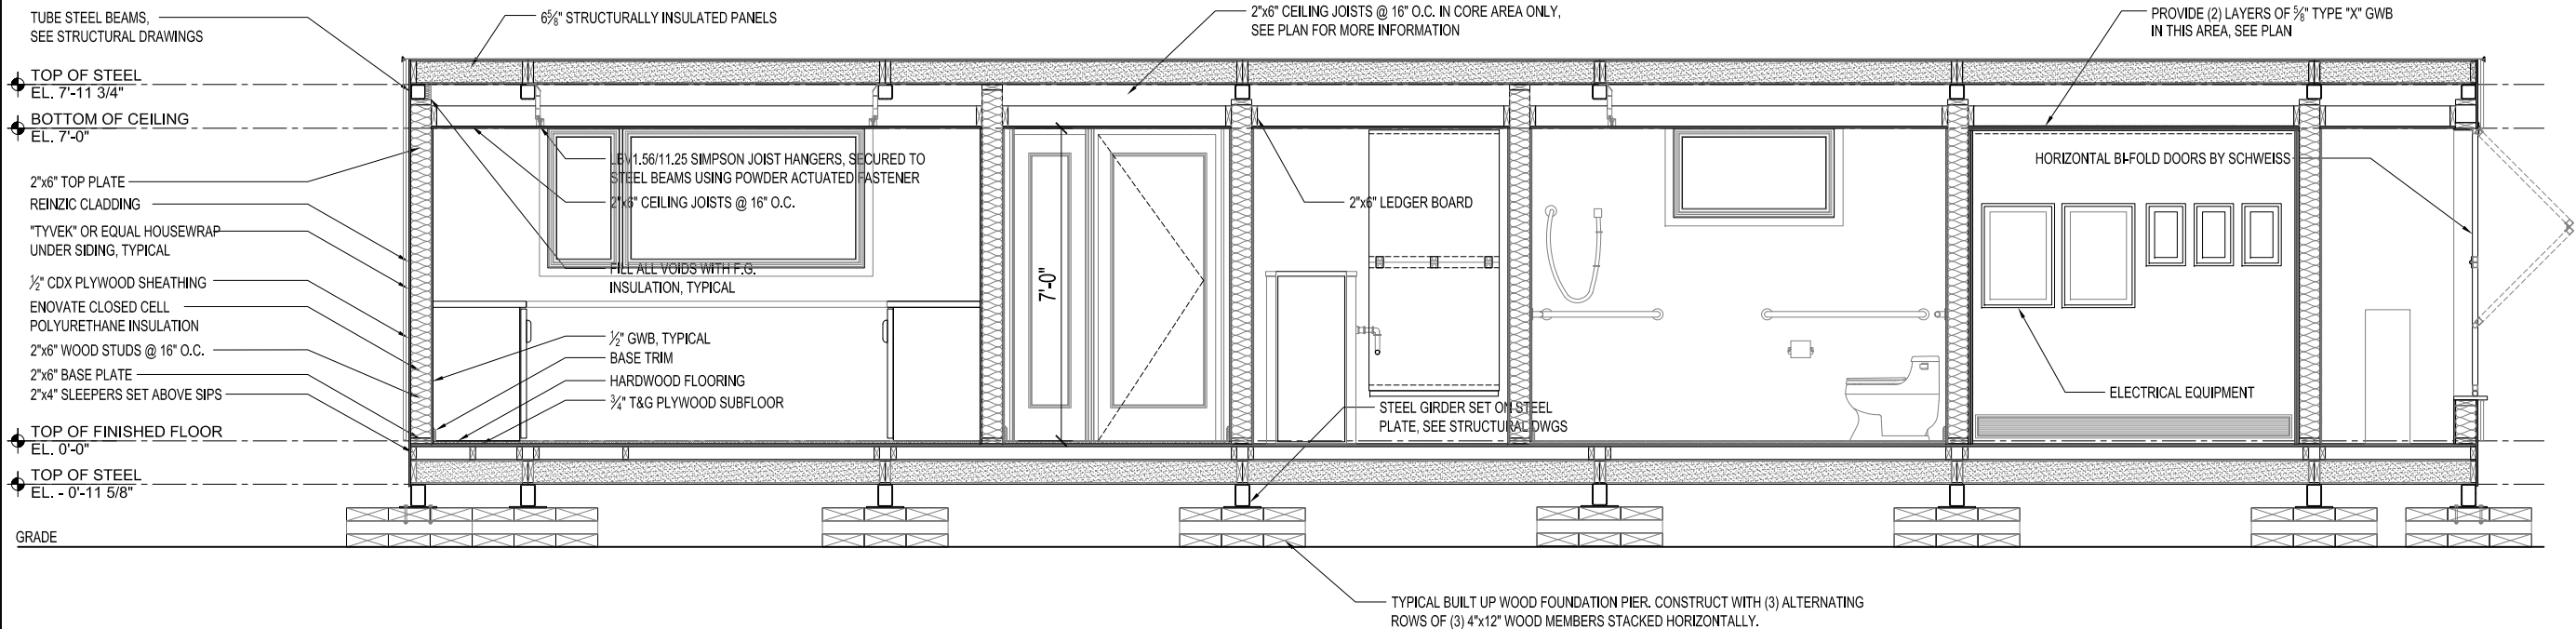 TUBE STEEL BEAMS,
SEE STRUCTURAL DRAWINGS
6⅝" STRUCTURALLY INSULATED PANELS
2"x6" CEILING JOISTS @ 16" O.C. IN CORE AREA ONLY,
SEE PLAN FOR MORE INFORMATION
PROVIDE (2) LAYERS OF ⅝" TYPE "X" GWB
IN THIS AREA, SEE PLAN
TOP OF STEEL
EL. 7'-11 3/4"
BOTTOM OF CEILING
EL. 7'-0"
2"x6" TOP PLATE
REINZIC CLADDING
"TYVEK" OR EQUAL HOUSEWRAP
UNDER SIDING, TYPICAL
½" CDX PLYWOOD SHEATHING
ENOVATE CLOSED CELL
POLYURETHANE INSULATION
2"x6" WOOD STUDS @ 16" O.C.
2"x6" BASE PLATE
2"x4" SLEEPERS SET ABOVE SIPS
TOP OF FINISHED FLOOR
EL. 0'-0"
TOP OF STEEL
EL. - 0'-11 5/8"
GRADE
LBV1.56/11.25 SIMPSON JOIST HANGERS, SECURED TO
STEEL BEAMS USING POWDER ACTUATED FASTENER
2"x6" CEILING JOISTS @ 16" O.C.
FILL ALL VOIDS WITH F.G.
INSULATION, TYPICAL
½" GWB, TYPICAL
BASE TRIM
HARDWOOD FLOORING
¾" T&G PLYWOOD SUBFLOOR
7'-0"
2"x6" LEDGER BOARD
STEEL GIRDER SET ON STEEL
PLATE, SEE STRUCTURAL DWGS
HORIZONTAL BI-FOLD DOORS BY SCHWEISS
ELECTRICAL EQUIPMENT
TYPICAL BUILT UP WOOD FOUNDATION PIER. CONSTRUCT WITH (3) ALTERNATING
ROWS OF (3) 4"x12" WOOD MEMBERS STACKED HORIZONTALLY.